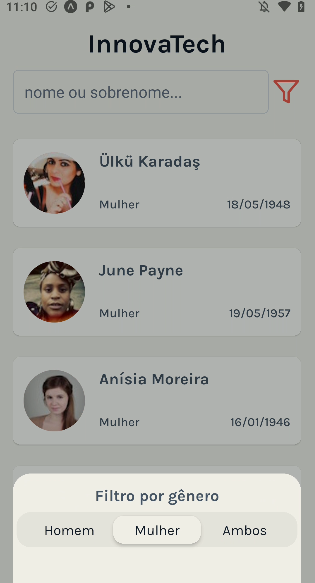 11:10
InnovaTech
nome ou sobrenome...
Ülkü Karadaş
Mulher 18/05/1948
June Payne
Mulher 19/05/1957
Anísia Moreira
Mulher 16/01/1946
Filtro por gênero
Homem Mulher Ambos